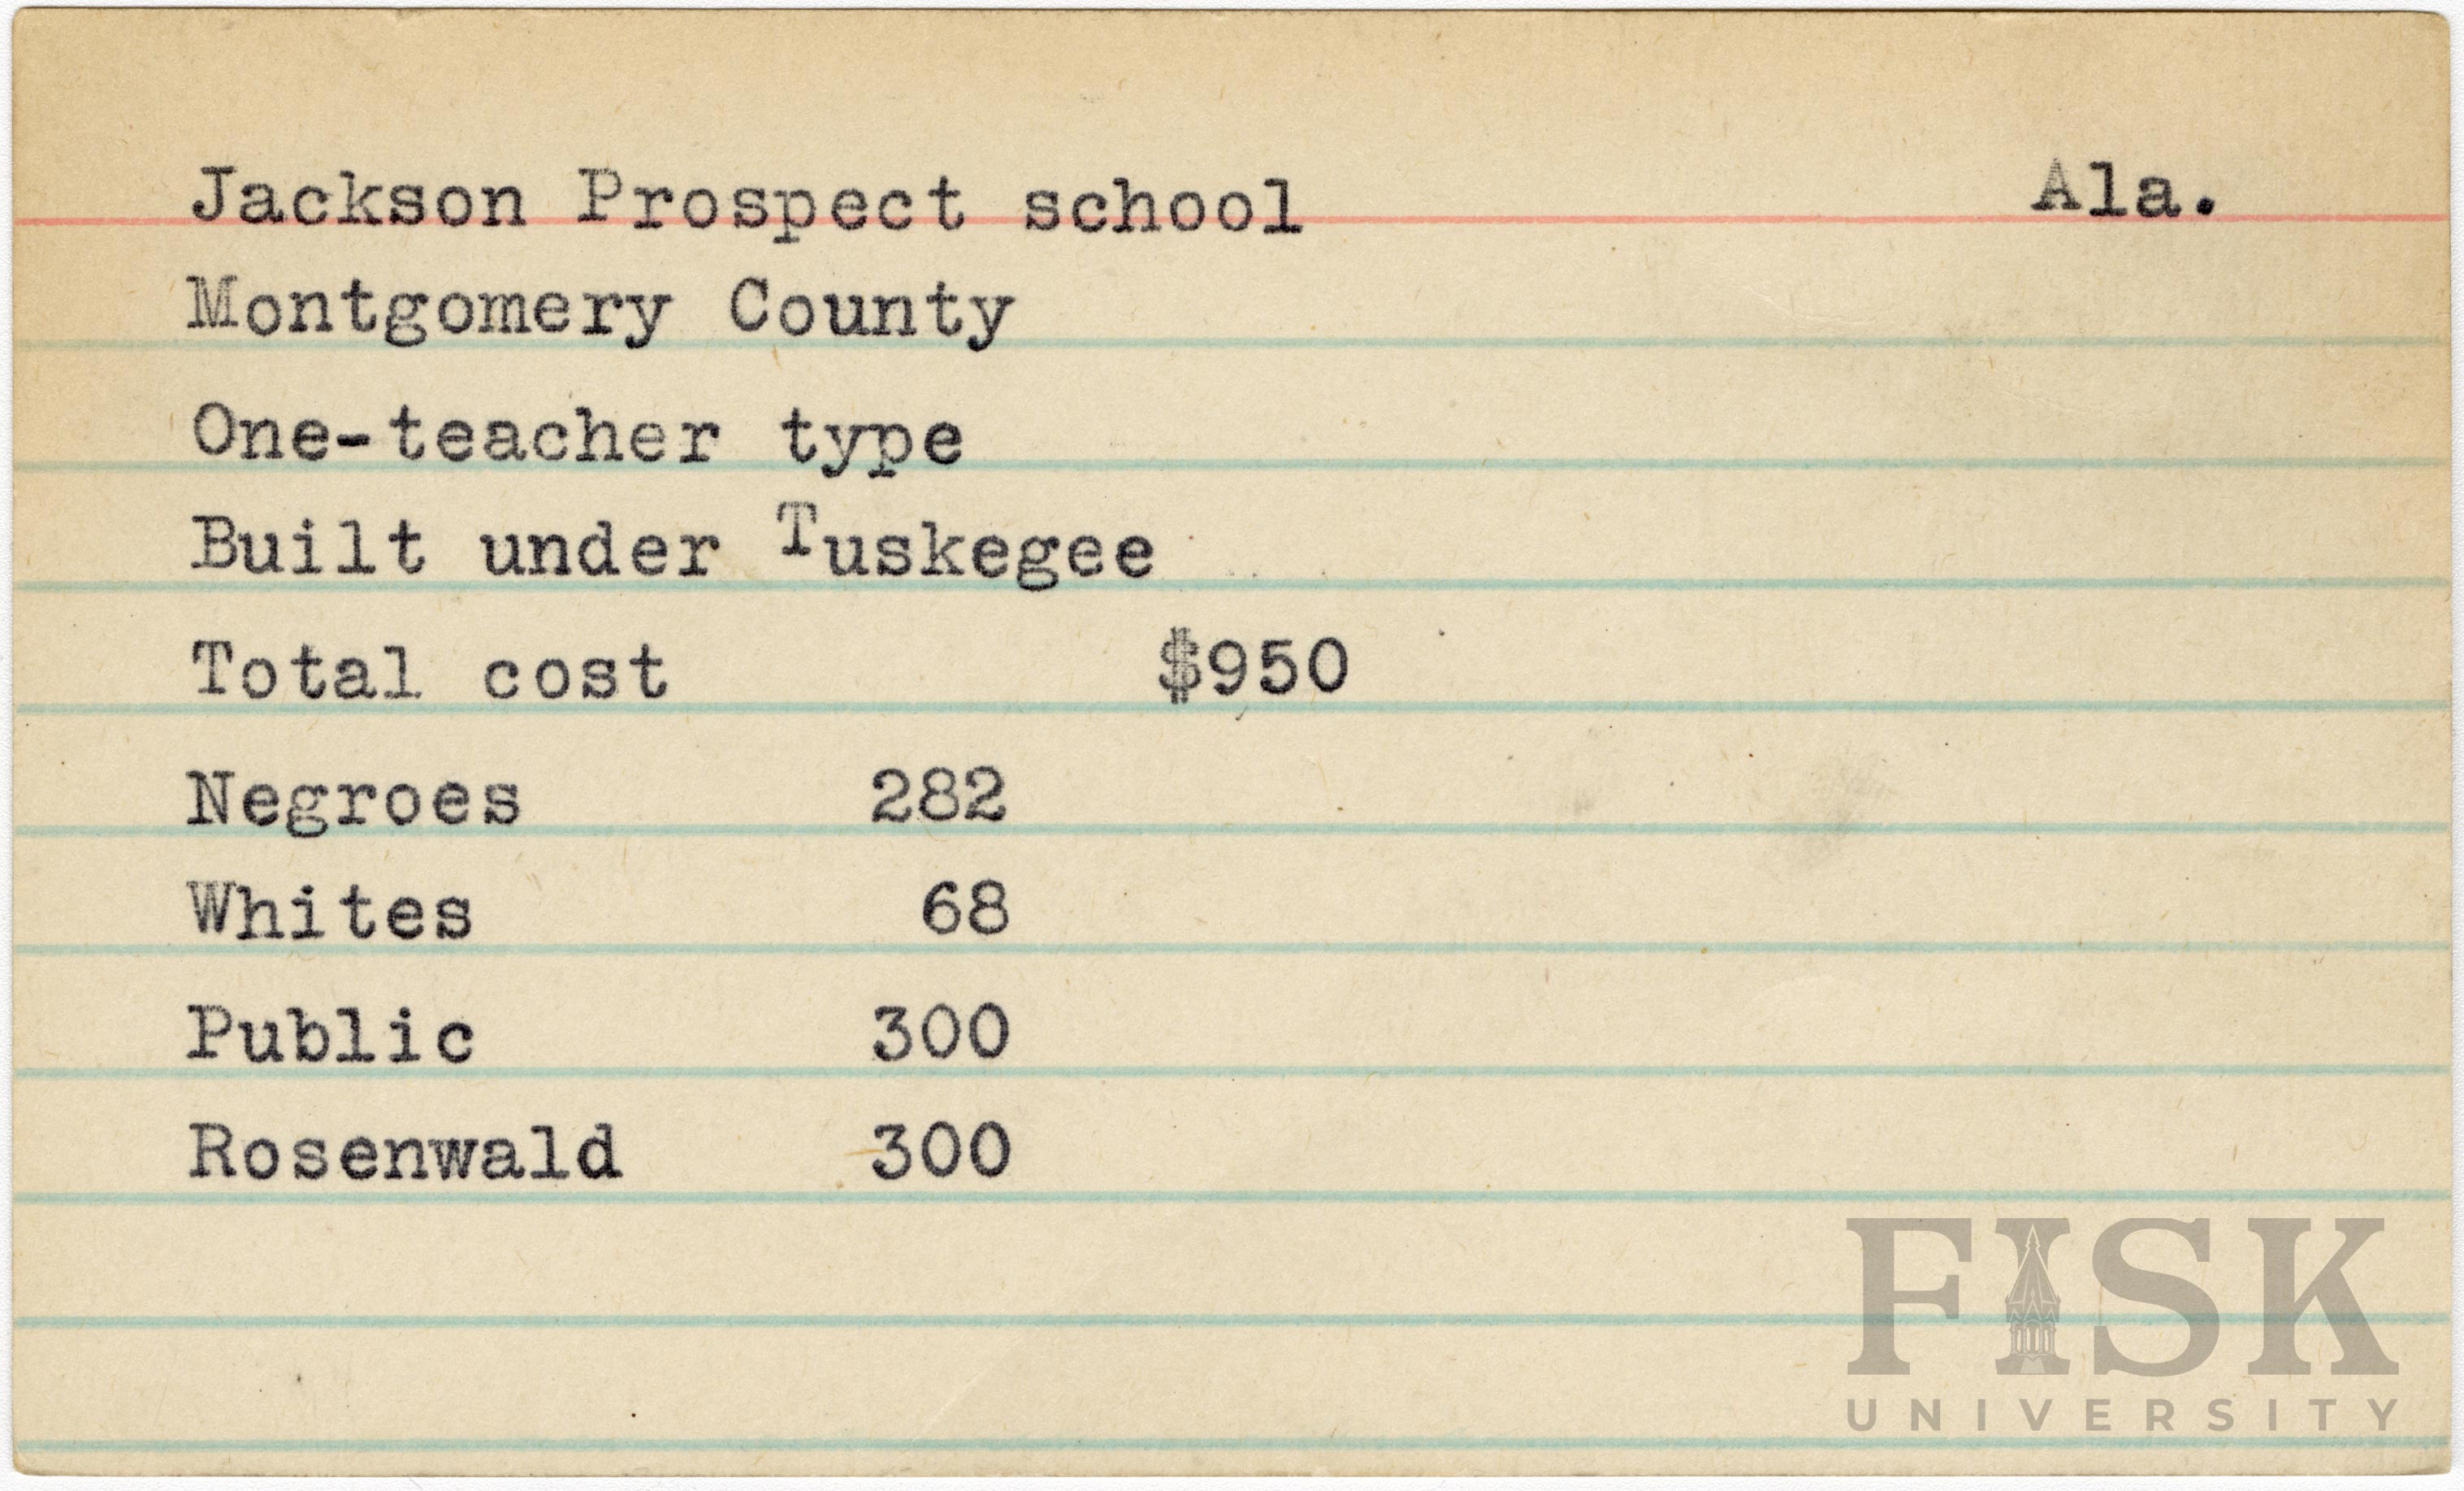 Jackson Prospect school Ala.
Montgomery County
One-teacher type
Built under Tuskegee
Total cost $950
Negroes 282
Whites 68
Public 300
Rosenwald 300
FISK
UNIVERSITY